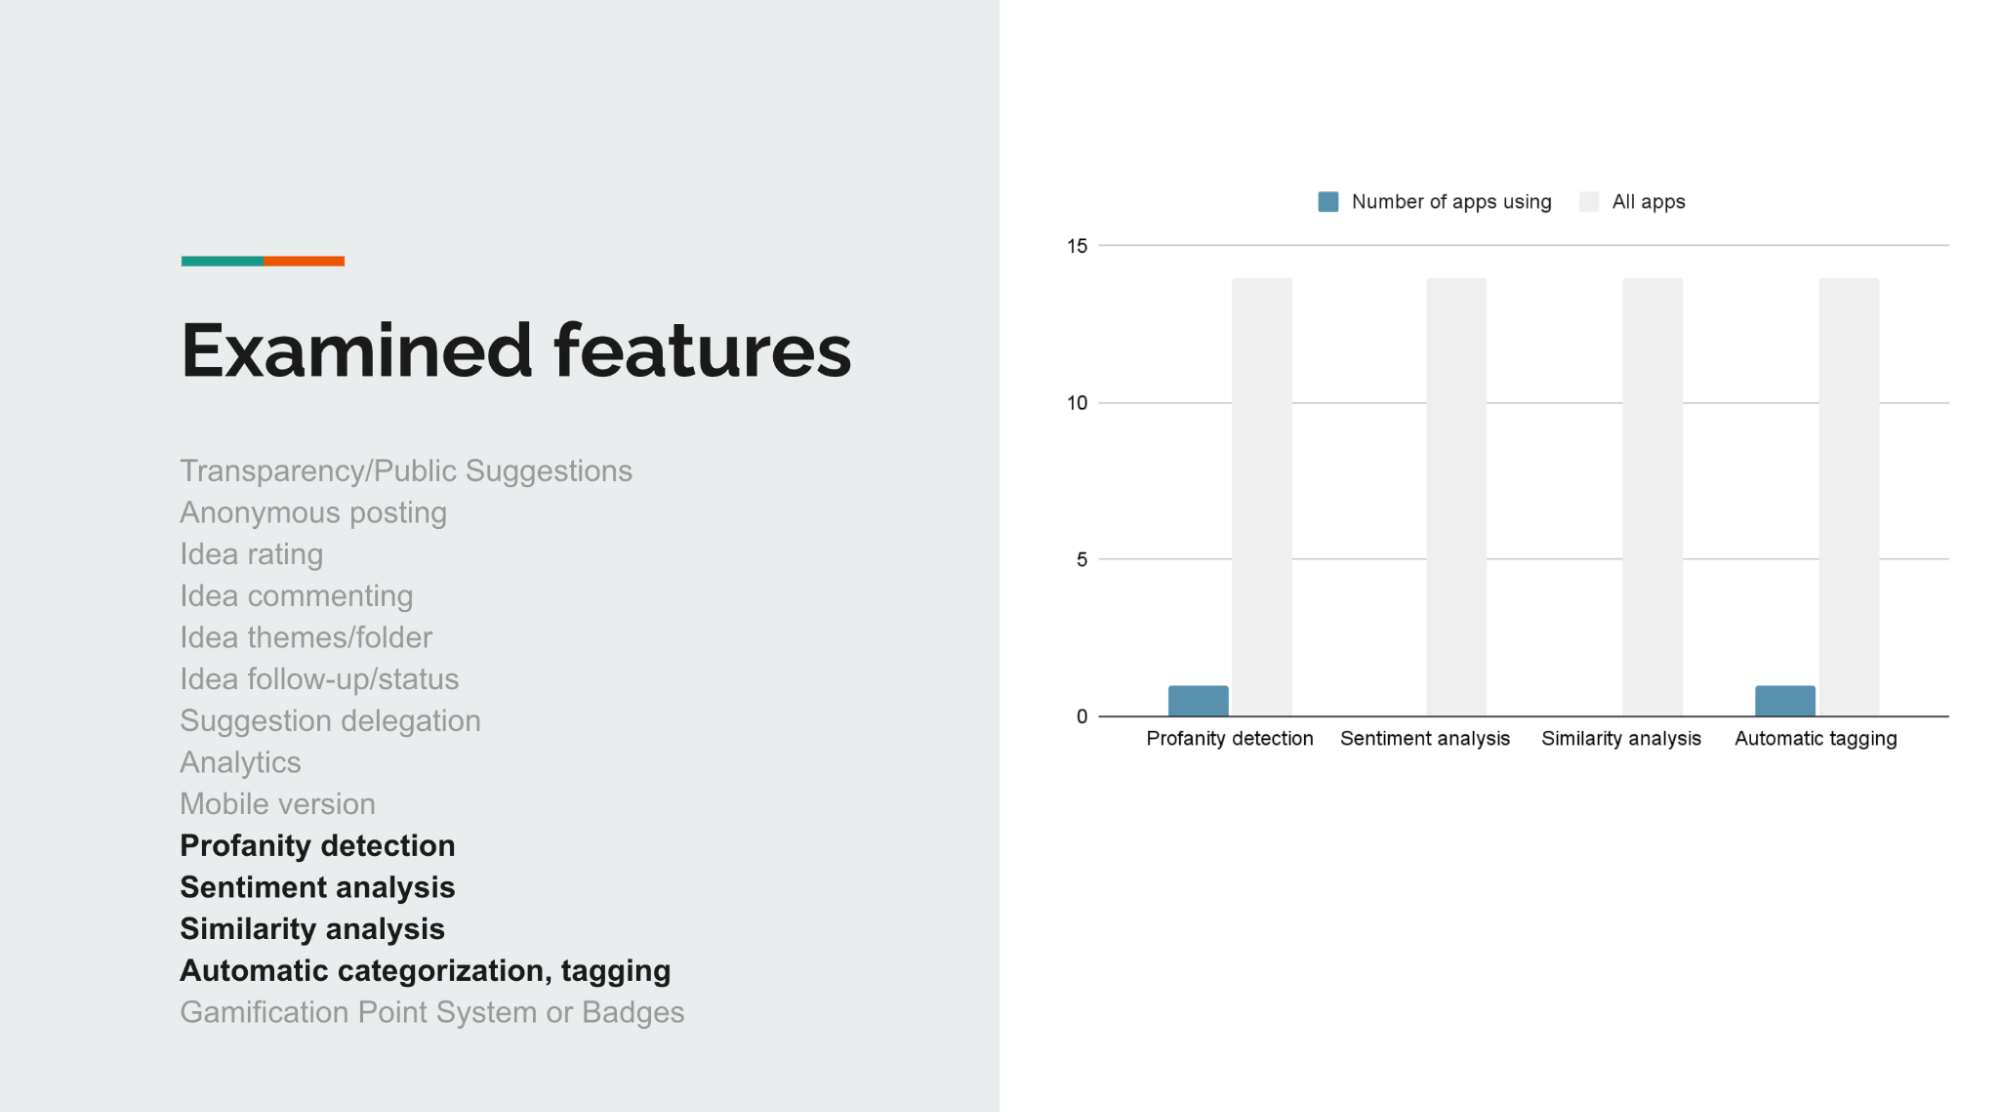 Examined features
Transparency/Public Suggestions
Anonymous posting
Idea rating
Idea commenting
Idea themes/folder
Idea follow-up/status
Suggestion delegation
Analytics
Mobile version
Profanity detection
Sentiment analysis
Similarity analysis
Automatic categorization, tagging
Gamification Point System or Badges
Number of apps using All apps
15
10
5
0
Profanity detection Sentiment analysis Similarity analysis Automatic tagging